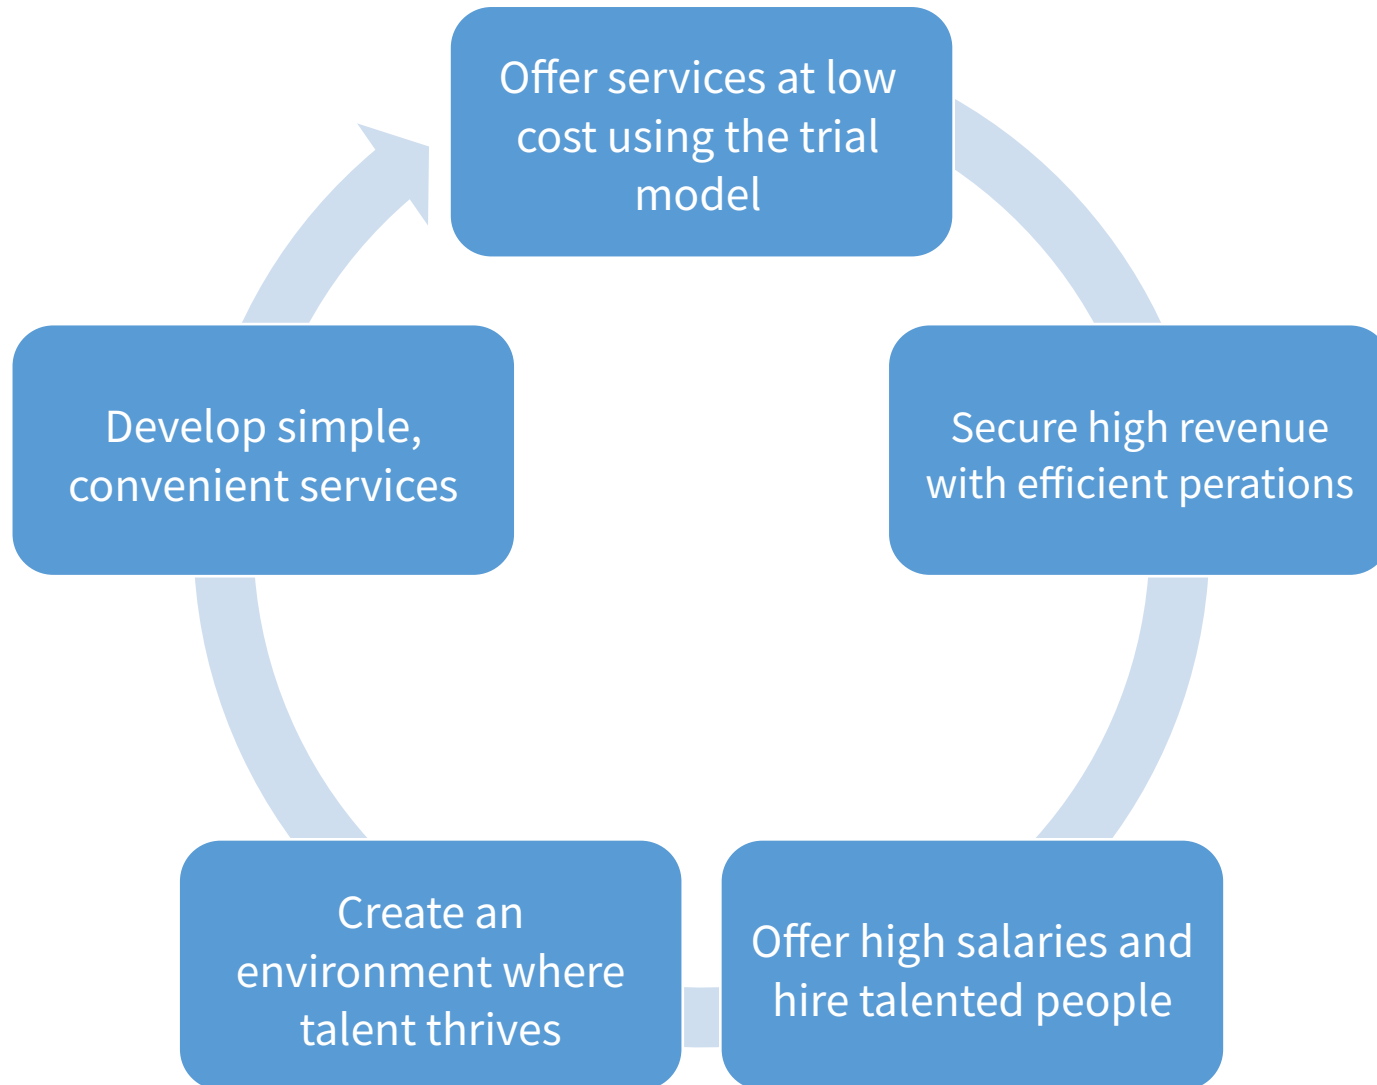 Offer services at low
cost using the trial
model
Secure high revenue
with efficient perations
Offer high salaries and
hire talented people
Create an
environment where
talent thrives
Develop simple,
convenient services